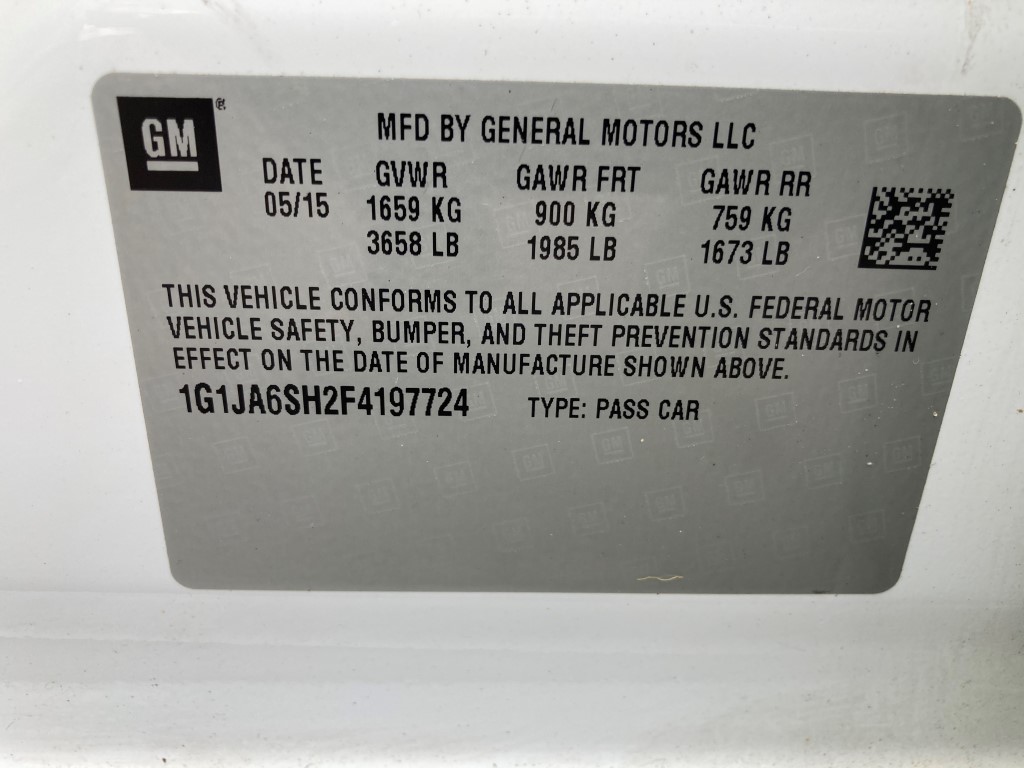 GM ®
MFD BY GENERAL MOTORS LLC
DATE GVWR GAWR FRT GAWR RR
05/15 1659 KG 900 KG 759 KG
3658 LB 1985 LB 1673 LB
THIS VEHICLE CONFORMS TO ALL APPLICABLE U.S. FEDERAL MOTOR
VEHICLE SAFETY, BUMPER, AND THEFT PREVENTION STANDARDS IN
EFFECT ON THE DATE OF MANUFACTURE SHOWN ABOVE.
1G1JA6SH2F4197724 TYPE: PASS CAR